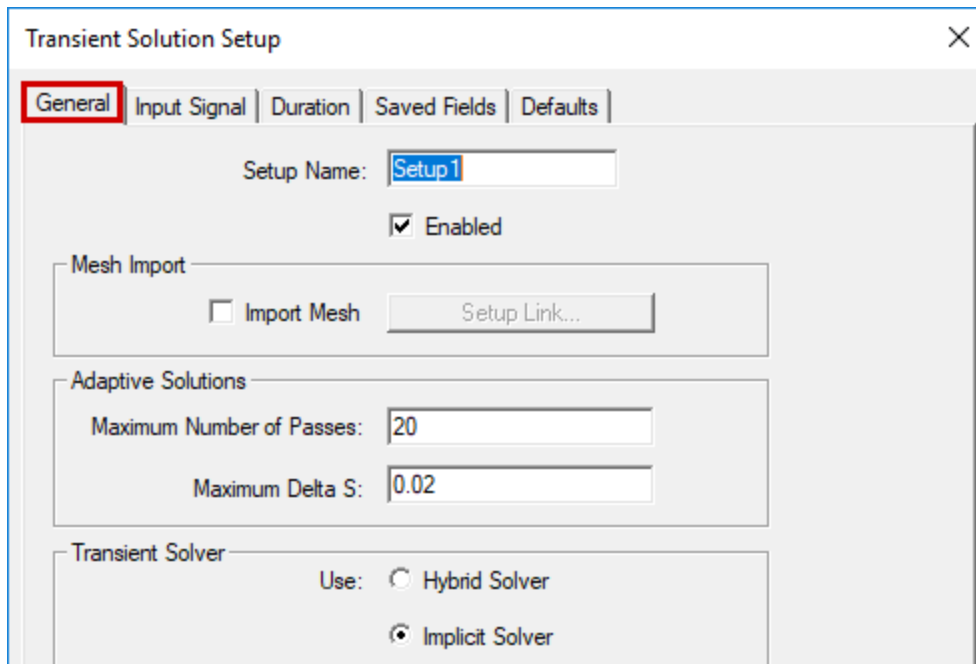 Transient Solution Setup
General Input Signal Duration Saved Fields Defaults
Setup Name: Setup1
Enabled
Mesh Import
Import Mesh Setup Link...
Adaptive Solutions
Maximum Number of Passes: 20
Maximum Delta S: 0.02
Transient Solver
Use: Hybrid Solver
Implicit Solver